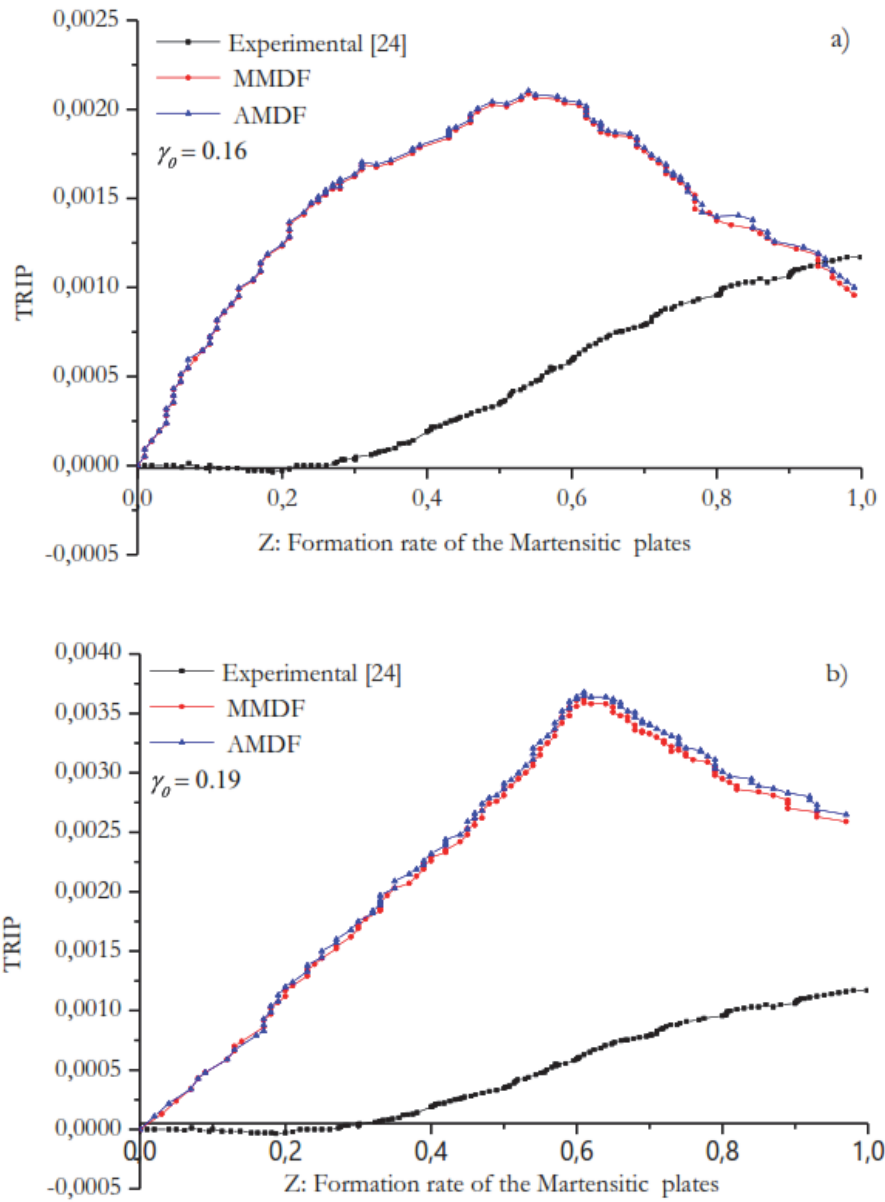 0,0025
a)
Experimental [24]
MMDF
AMDF
γₒ = 0.16
0,0020
0,0015
0,0010
0,0005
0,0000
-0,0005
TRIP
0,0 0,2 0,4 0,6 0,8 1,0
Z: Formation rate of the Martensitic plates
0,0040
b)
Experimental [24]
MMDF
AMDF
γₒ = 0.19
0,0035
0,0030
0,0025
0,0020
0,0015
0,0010
0,0005
0,0000
-0,0005
TRIP
0,0 0,2 0,4 0,6 0,8 1,0
Z: Formation rate of the Martensitic plates